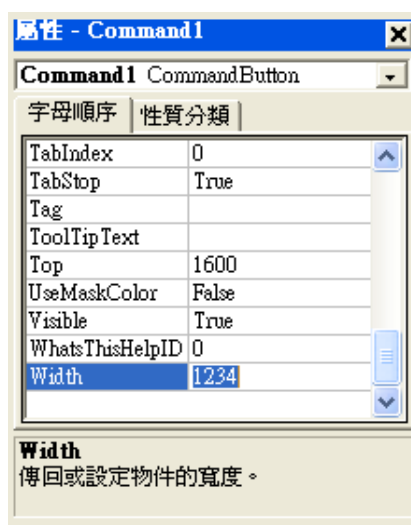 屬性 - Command1
Command1 CommandButton
字母順序 性質分類
TabIndex 0
TabStop True
Tag
ToolTipText
Top 1600
UseMaskColor False
Visible True
WhatsThisHelpID 0
Width 1234
Width
傳回或設定物件的寬度。